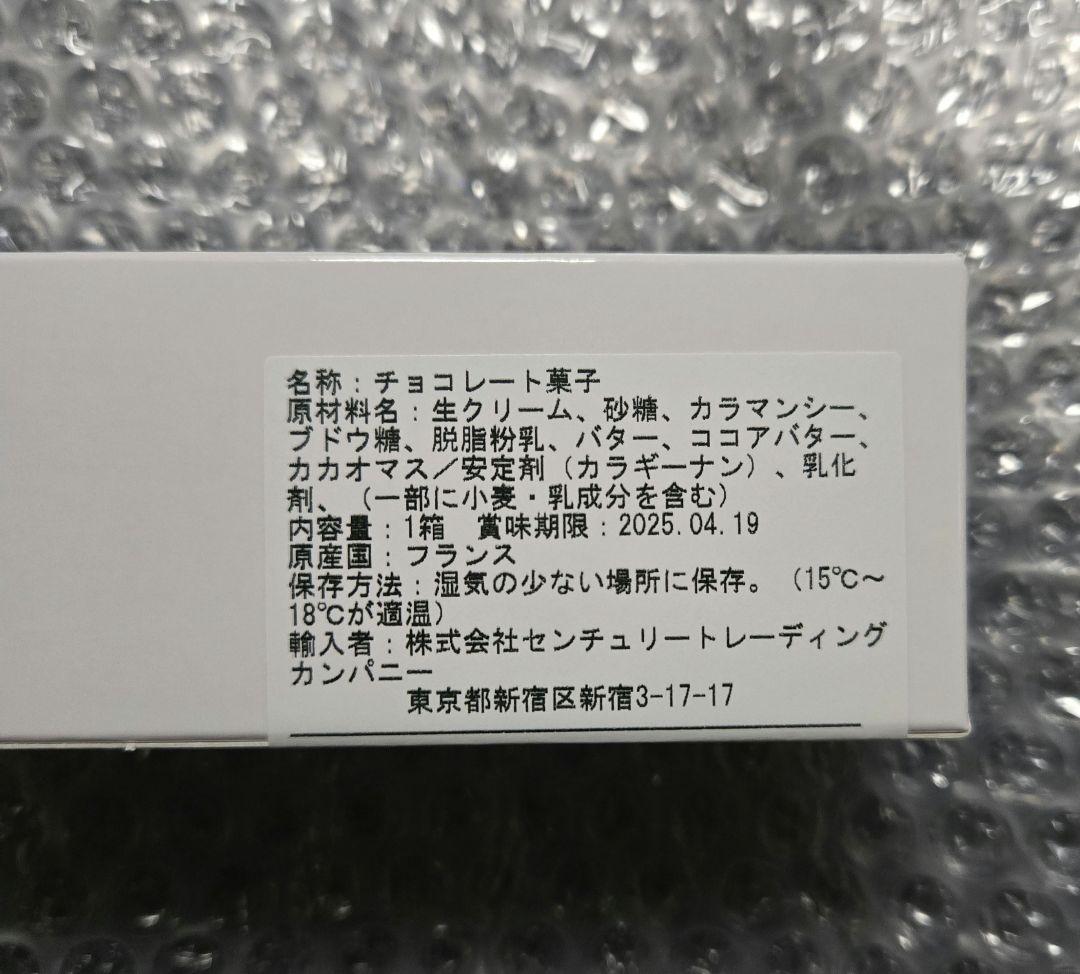 名称：チョコレート菓子
原材料名：生クリーム、砂糖、カラマンシー、
ブドウ糖、脱脂粉乳、バター、ココアバター、
カカオマス／安定剤（カラギーナン）、乳化
剤、（一部に小麦・乳成分を含む）
内容量：1箱　賞味期限：2025.04.19
原産国：フランス
保存方法：湿気の少ない場所に保存。（15℃～
18℃が適温）
輸入者：株式会社センチュリートレーディング
カンパニー
東京都新宿区新宿3-17-17